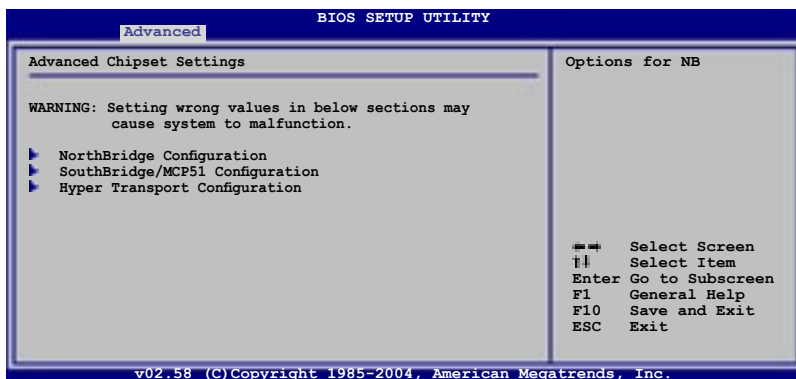 BIOS SETUP UTILITY
Advanced
Advanced Chipset Settings
WARNING: Setting wrong values in below sections may
cause system to malfunction.
NorthBridge Configuration
SouthBridge/MCP51 Configuration
Hyper Transport Configuration
Options for NB
←→ Select Screen
↑↓ Select Item
Enter Go to Subscreen
F1 General Help
F10 Save and Exit
ESC Exit
v02.58 (C)Copyright 1985-2004, American Megatrends, Inc.